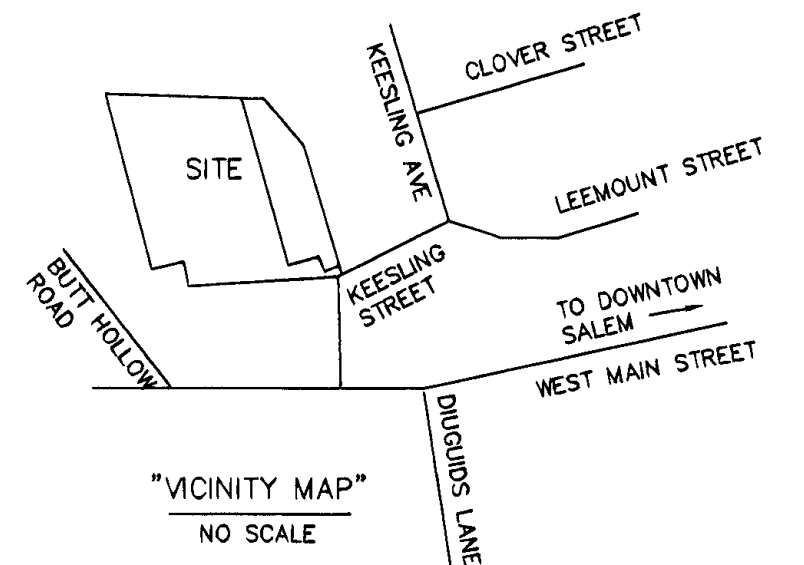 KEESLING AVE
CLOVER STREET
SITE
LEEMOUNT STREET
KEESLING
STREET
BUTT HOLLOW
ROAD
TO DOWNTOWN
SALEM
WEST MAIN STREET
DIUGUIDS LANE
"VICINITY MAP"
NO SCALE